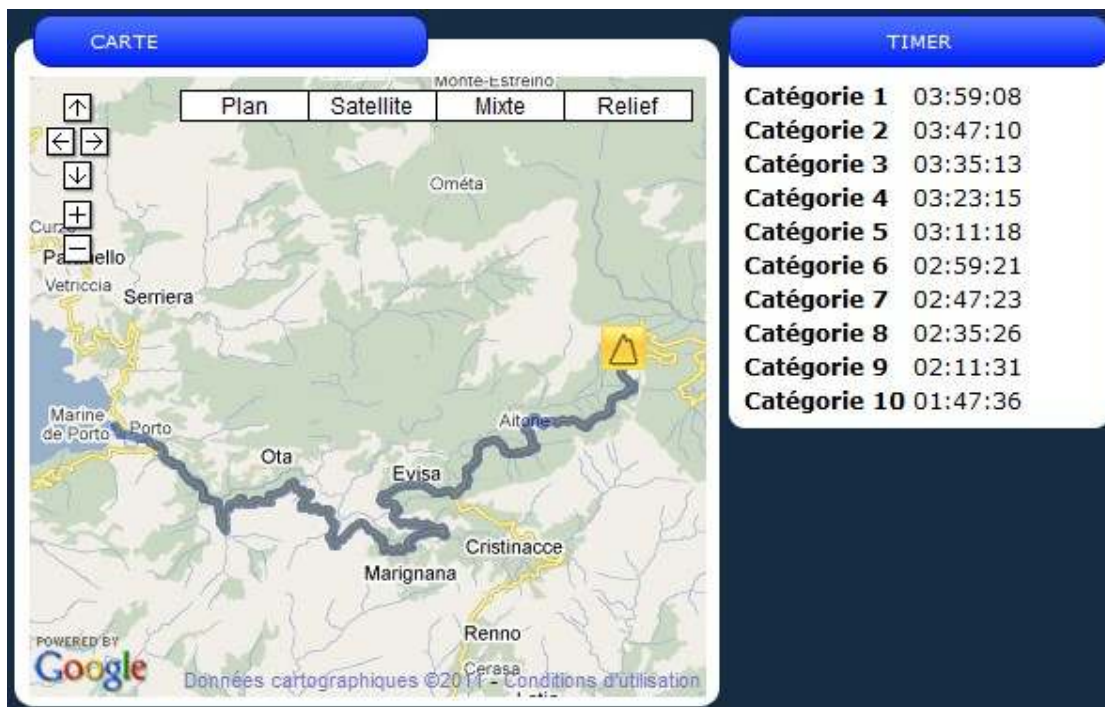 CARTE
Monte-Estreino
Plan Satellite Mixte Relief
Ométa
Vetriccia
Serriera
Marine
de Porto
Porto
Aitone
Ota
Evisa
Cristinacce
Marignana
Renno
Cerasa
POWERED BY
Google
Données cartographiques ©2011 - Conditions d'utilisation
TIMER
Catégorie 1 03:59:08
Catégorie 2 03:47:10
Catégorie 3 03:35:13
Catégorie 4 03:23:15
Catégorie 5 03:11:18
Catégorie 6 02:59:21
Catégorie 7 02:47:23
Catégorie 8 02:35:26
Catégorie 9 02:11:31
Catégorie 10 01:47:36